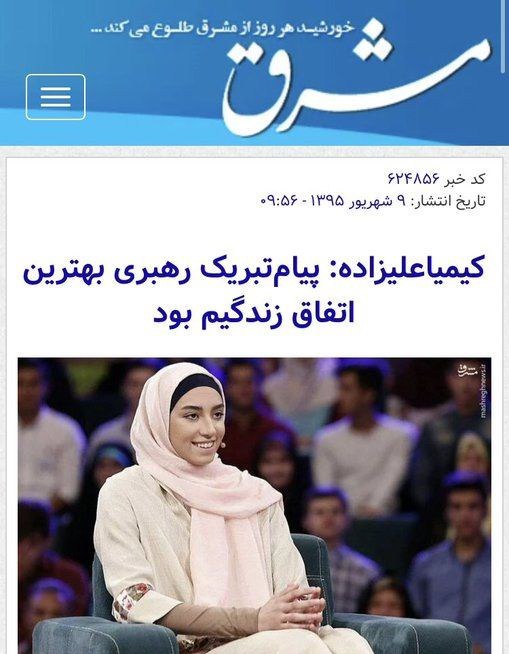 خورشید هر روز از مشرق طلوع می کند ...
مشرق
کد خبر ۶۲۴۸۵۶
تاریخ انتشار: ۹ شهریور ۱۳۹۵ - ۰۹:۵۶
کیمیاعلیزاده: پیام‌تبریک رهبری بهترین
اتفاق زندگیم بود
مشرق
mashreghnews.ir